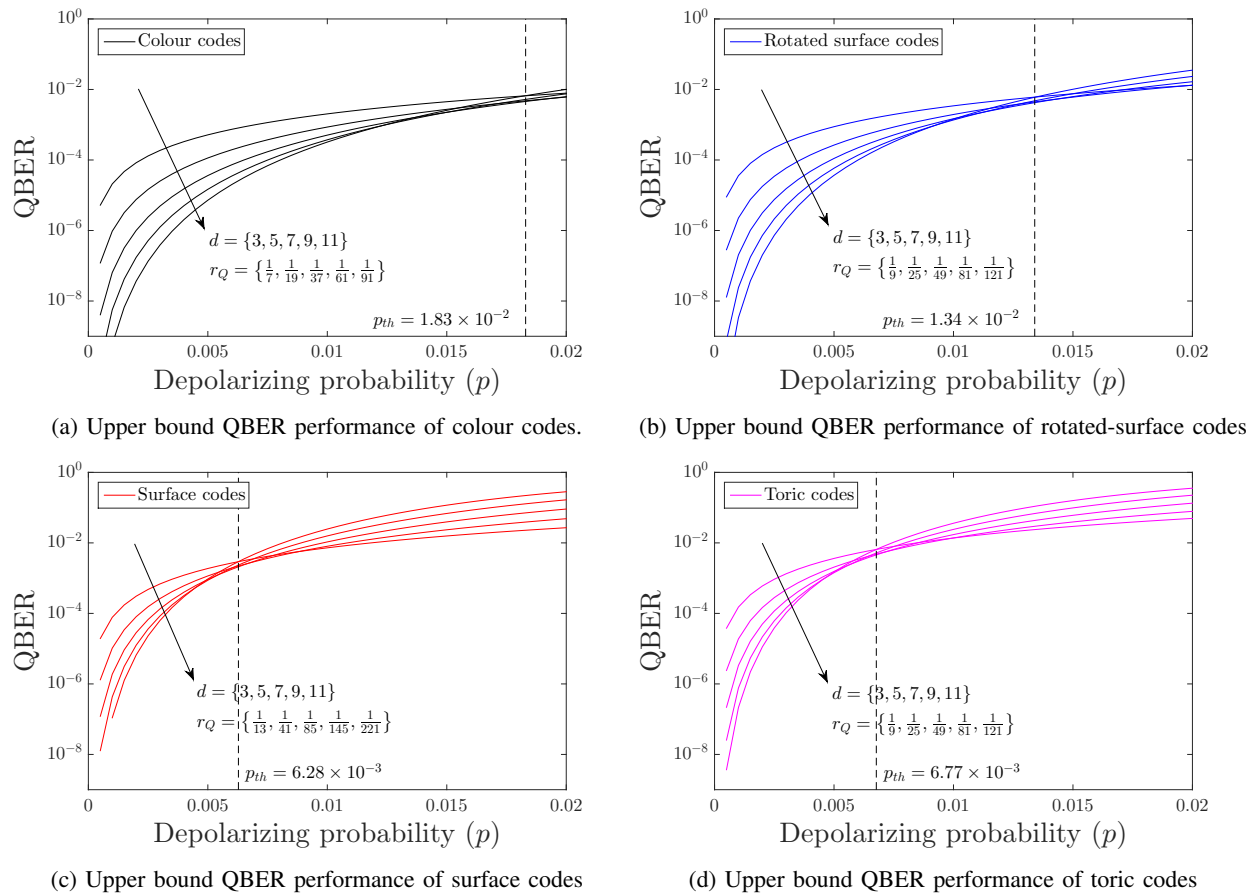 10^0
10^-2
10^-4
10^-6
10^-8
QBER
Colour codes
d = {3, 5, 7, 9, 11}
r_Q = {1/7, 1/19, 1/37, 1/61, 1/91}
p_th = 1.83 × 10^-2
0 0.005 0.01 0.015 0.02
Depolarizing probability (p)
(a) Upper bound QBER performance of colour codes.
10^0
10^-2
10^-4
10^-6
10^-8
QBER
Rotated surface codes
d = {3, 5, 7, 9, 11}
r_Q = {1/9, 1/25, 1/49, 1/81, 1/121}
p_th = 1.34 × 10^-2
0 0.005 0.01 0.015 0.02
Depolarizing probability (p)
(b) Upper bound QBER performance of rotated-surface codes
10^0
10^-2
10^-4
10^-6
10^-8
QBER
Surface codes
d = {3, 5, 7, 9, 11}
r_Q = {1/13, 1/41, 1/85, 1/145, 1/221}
p_th = 6.28 × 10^-3
0 0.005 0.01 0.015 0.02
Depolarizing probability (p)
(c) Upper bound QBER performance of surface codes
10^0
10^-2
10^-4
10^-6
10^-8
QBER
Toric codes
d = {3, 5, 7, 9, 11}
r_Q = {1/9, 1/25, 1/49, 1/81, 1/121}
p_th = 6.77 × 10^-3
0 0.005 0.01 0.015 0.02
Depolarizing probability (p)
(d) Upper bound QBER performance of toric codes